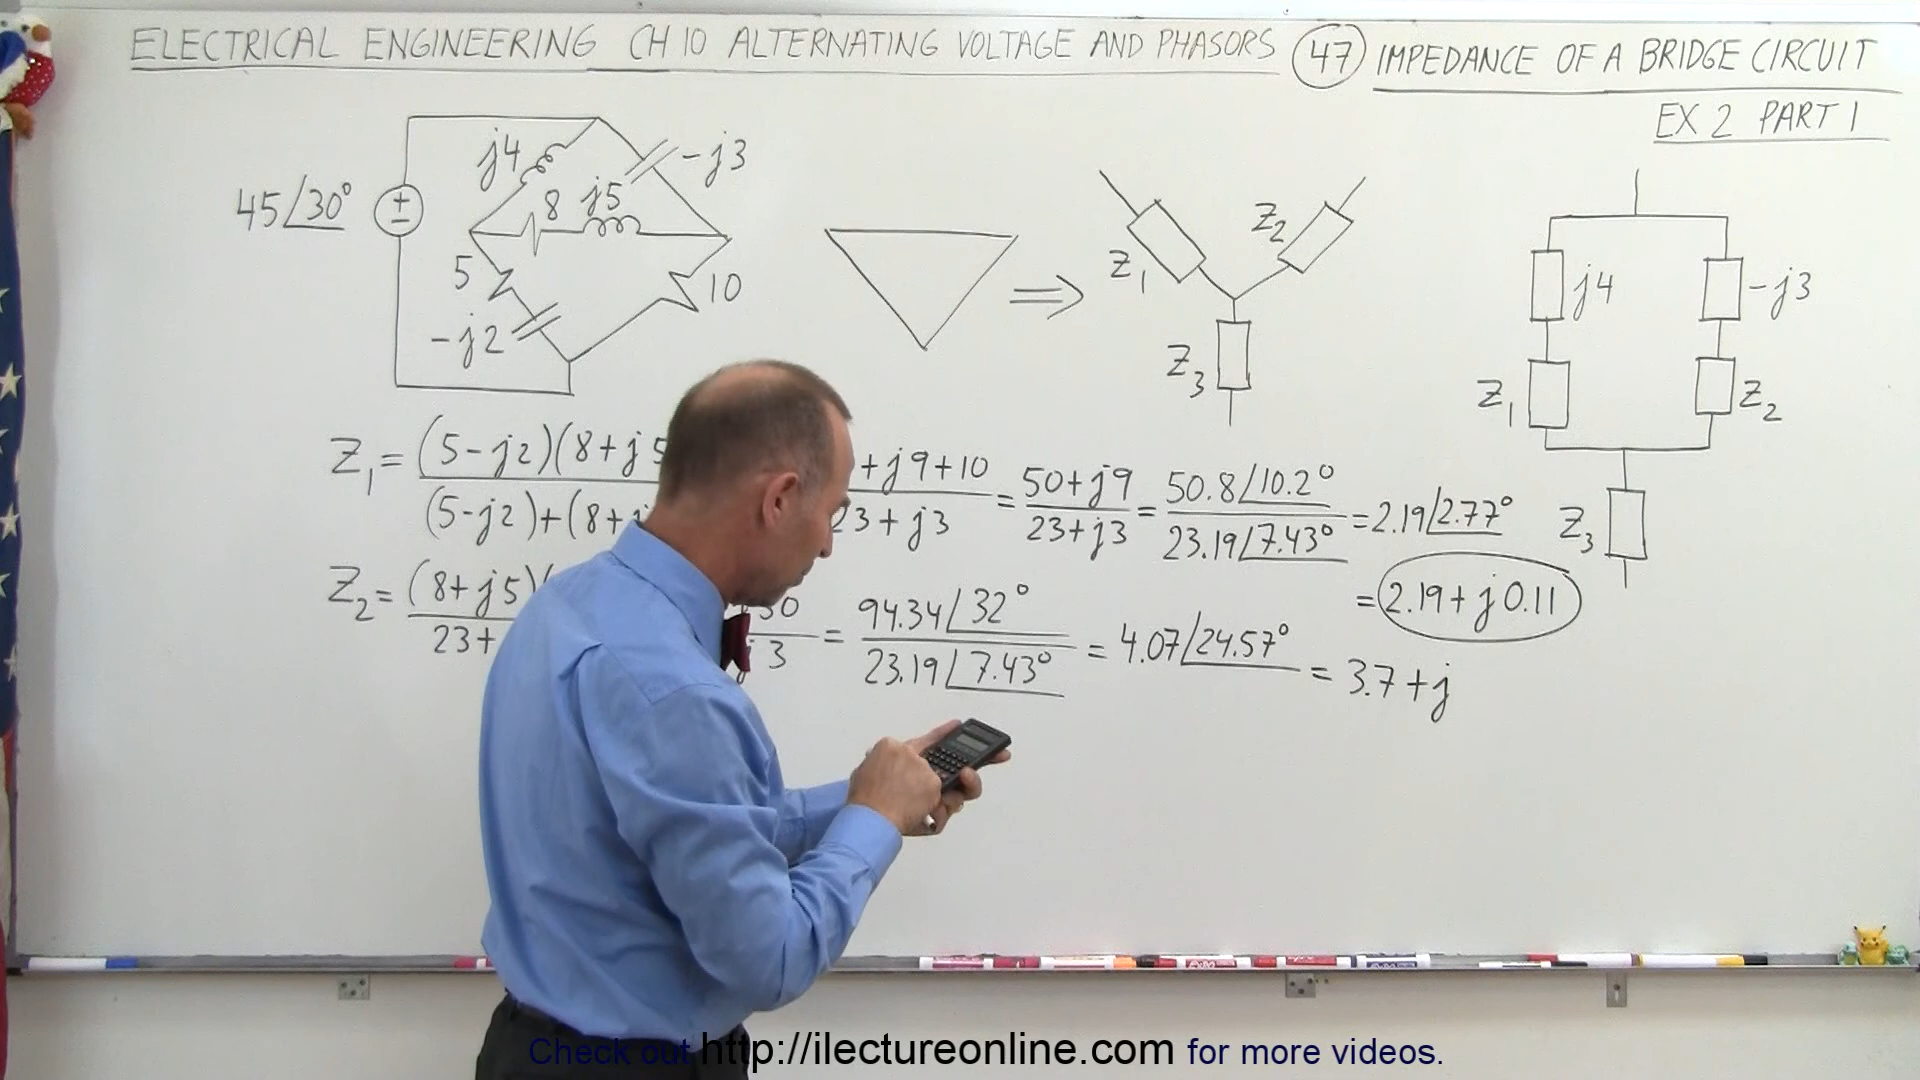 ELECTRICAL ENGINEERING CH 10 ALTERNATING VOLTAGE AND PHASORS 47 IMPEDANCE OF A BRIDGE CIRCUIT
EX 2 PART 1
45/30°
+
−
j4
-j3
8
j5
5
-j2
10
⇒
Z₁
Z₂
Z₃
j4
-j3
Z₁
Z₂
Z₃
Z₁ = (5-j2)(8+j5
(5-j2)+(8+j
+j9+10
23+j3
= 50+j9
23+j3
= 50.8/10.2°
23.19/7.43°
= 2.19/2.77°
= 2.19+j0.11
Z₂ = (8+j5)(
23+
j3
= 94.34/32°
23.19/7.43°
= 4.07/24.57°
= 3.7+j
Check out http://ilectureonline.com for more videos.